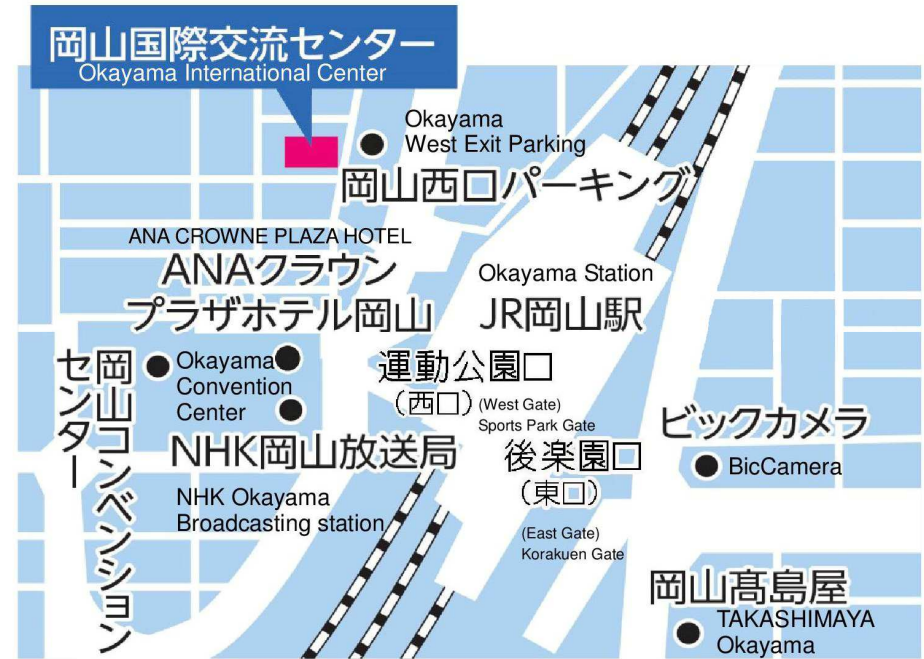 岡山国際交流センター
Okayama International Center
Okayama
West Exit Parking
岡山西口パーキング
ANA CROWNE PLAZA HOTEL
ANAクラウン
プラザホテル岡山
Okayama Station
JR岡山駅
運動公園口
(西口)
(West Gate)
Sports Park Gate
岡山コンベンション
センター
Okayama
Convention
Center
NHK岡山放送局
NHK Okayama
Broadcasting station
後楽園口
(東口)
(East Gate)
Korakuen Gate
ビックカメラ
BicCamera
岡山髙島屋
TAKASHIMAYA
Okayama